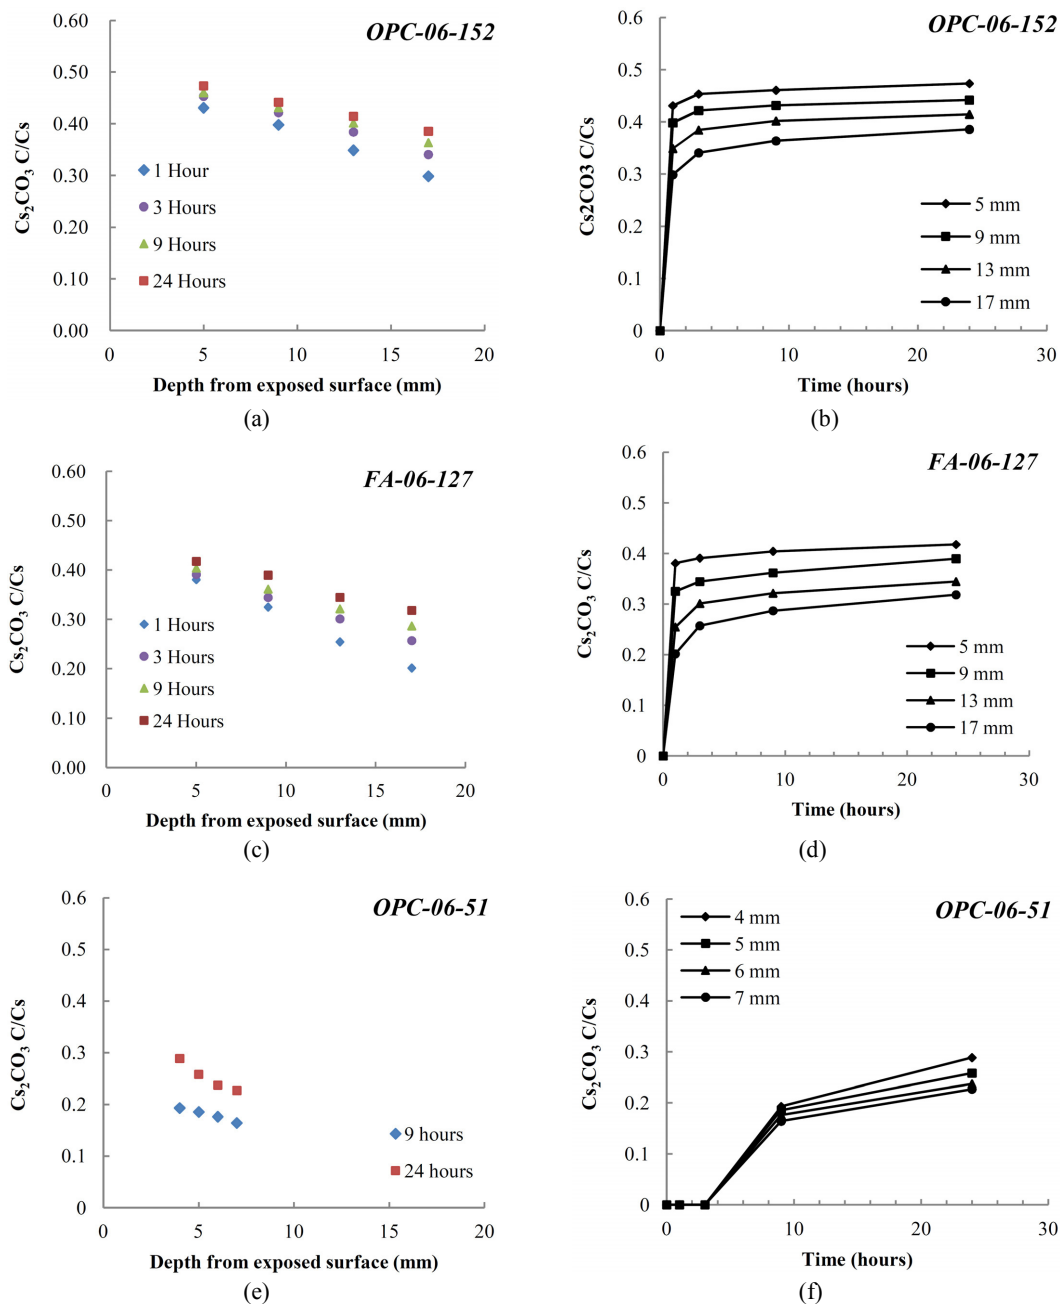 OPC-06-152
Cs₂CO₃ C/Cs
0.60
0.50
0.40
0.30
0.20
0.10
0.00
1 Hour
3 Hours
9 Hours
24 Hours
0 5 10 15 20
Depth from exposed surface (mm)
(a)
OPC-06-152
Cs2CO3 C/Cs
0.6
0.5
0.4
0.3
0.2
0.1
0
5 mm
9 mm
13 mm
17 mm
0 10 20 30
Time (hours)
(b)
FA-06-127
Cs₂CO₃ C/Cs
0.60
0.50
0.40
0.30
0.20
0.10
0.00
1 Hours
3 Hours
9 Hours
24 Hours
0 5 10 15 20
Depth from exposed surface (mm)
(c)
FA-06-127
Cs₂CO₃ C/Cs
0.6
0.5
0.4
0.3
0.2
0.1
0
5 mm
9 mm
13 mm
17 mm
0 10 20 30
Time (hours)
(d)
OPC-06-51
Cs₂CO₃ C/Cs
0.6
0.5
0.4
0.3
0.2
0.1
0
9 hours
24 hours
0 5 10 15 20
Depth from exposed surface (mm)
(e)
OPC-06-51
Cs₂CO₃ C/Cs
0.6
0.5
0.4
0.3
0.2
0.1
0
4 mm
5 mm
6 mm
7 mm
0 10 20 30
Time (hours)
(f)